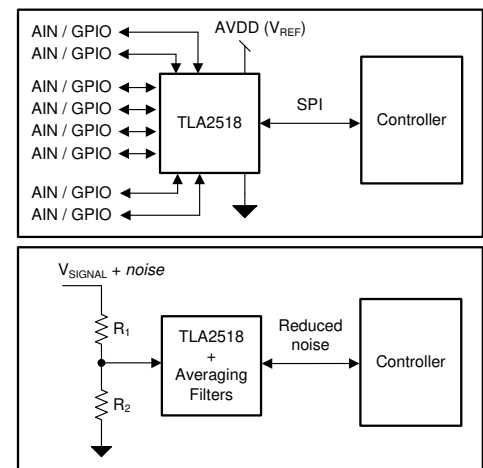 AIN / GPIO
AIN / GPIO
AIN / GPIO
AIN / GPIO
AIN / GPIO
AIN / GPIO
AIN / GPIO
AIN / GPIO
AVDD (VREF)
TLA2518
SPI
Controller
VSIGNAL + noise
R1
R2
TLA2518
+
Averaging
Filters
Reduced
noise
Controller